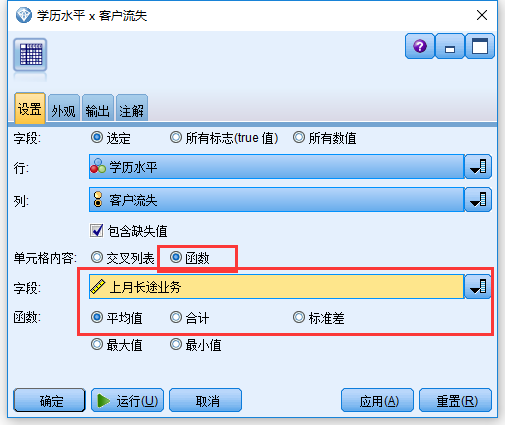 学历水平 x 客户流失
设置 外观 输出 注解
字段: 选定 所有标志(true 值) 所有数值
行: 学历水平
列: 客户流失
包含缺失值
单元格内容: 交叉列表 函数
字段: 上月长途业务
函数: 平均值 合计 标准差
最大值 最小值
确定 运行(U) 取消 应用(A) 重置(R)